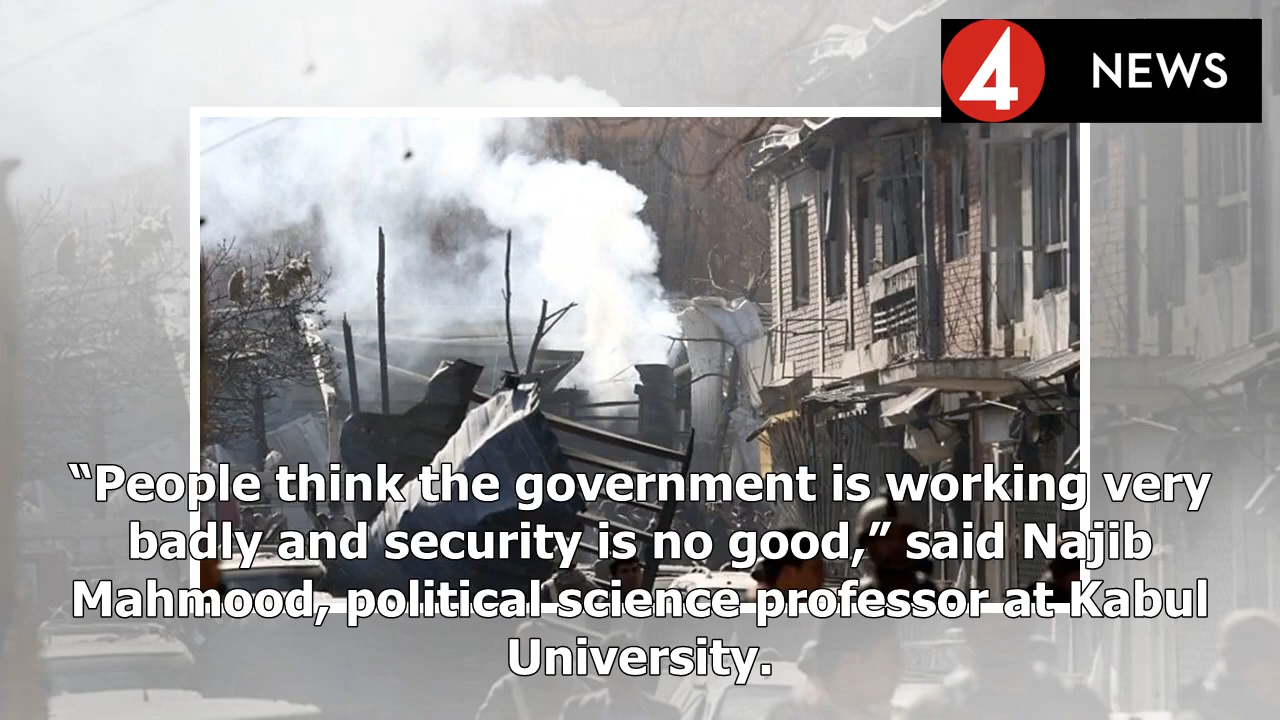 4 NEWS
“People think the government is working very
badly and security is no good,” said Najib
Mahmood, political science professor at Kabul
University.